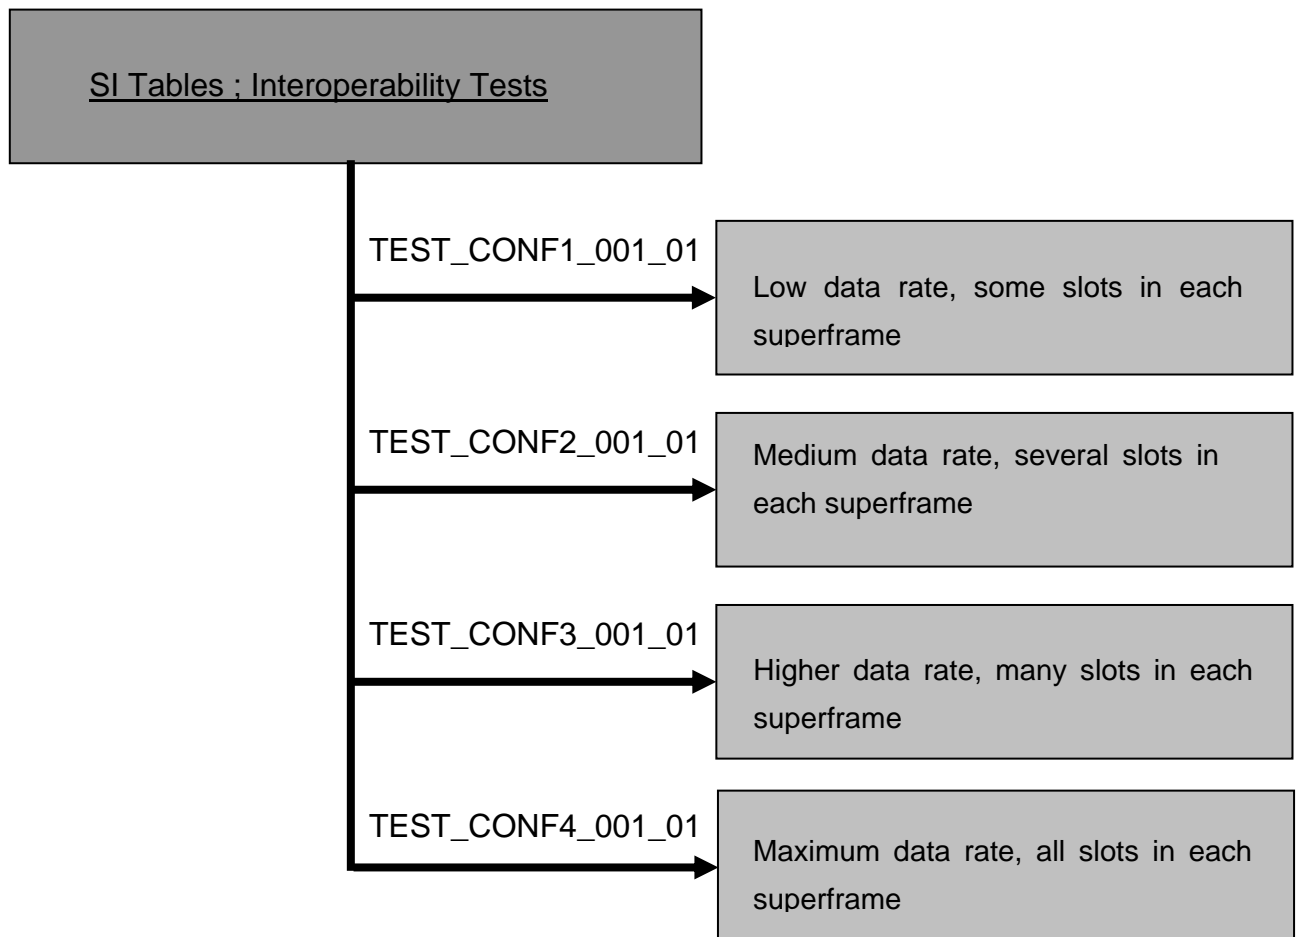 SI Tables ; Interoperability Tests
TEST_CONF1_001_01
Low data rate, some slots in each
superframe
TEST_CONF2_001_01
Medium data rate, several slots in
each superframe
TEST_CONF3_001_01
Higher data rate, many slots in each
superframe
TEST_CONF4_001_01
Maximum data rate, all slots in each
superframe